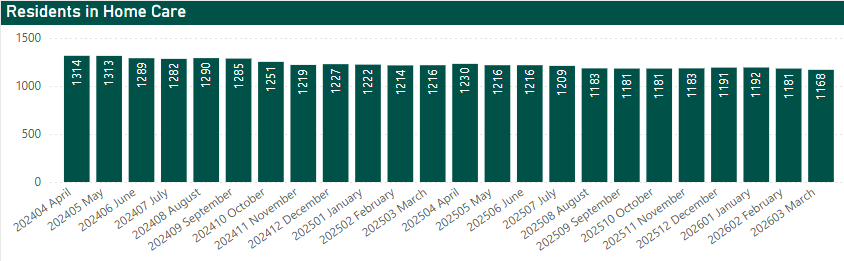 Residents in Home Care
1500
1000
500
0
1314
1313
1289
1282
1290
1285
1251
1219
1227
1222
1214
1216
1230
1216
1216
1209
1183
1181
1181
1183
1191
1192
1181
1168
202404 April
202405 May
202406 June
202407 July
202408 August
202409 September
202410 October
202411 November
202412 December
202501 January
202502 February
202503 March
202504 April
202505 May
202506 June
202507 July
202508 August
202509 September
202510 October
202511 November
202512 December
202601 January
202602 February
202603 March